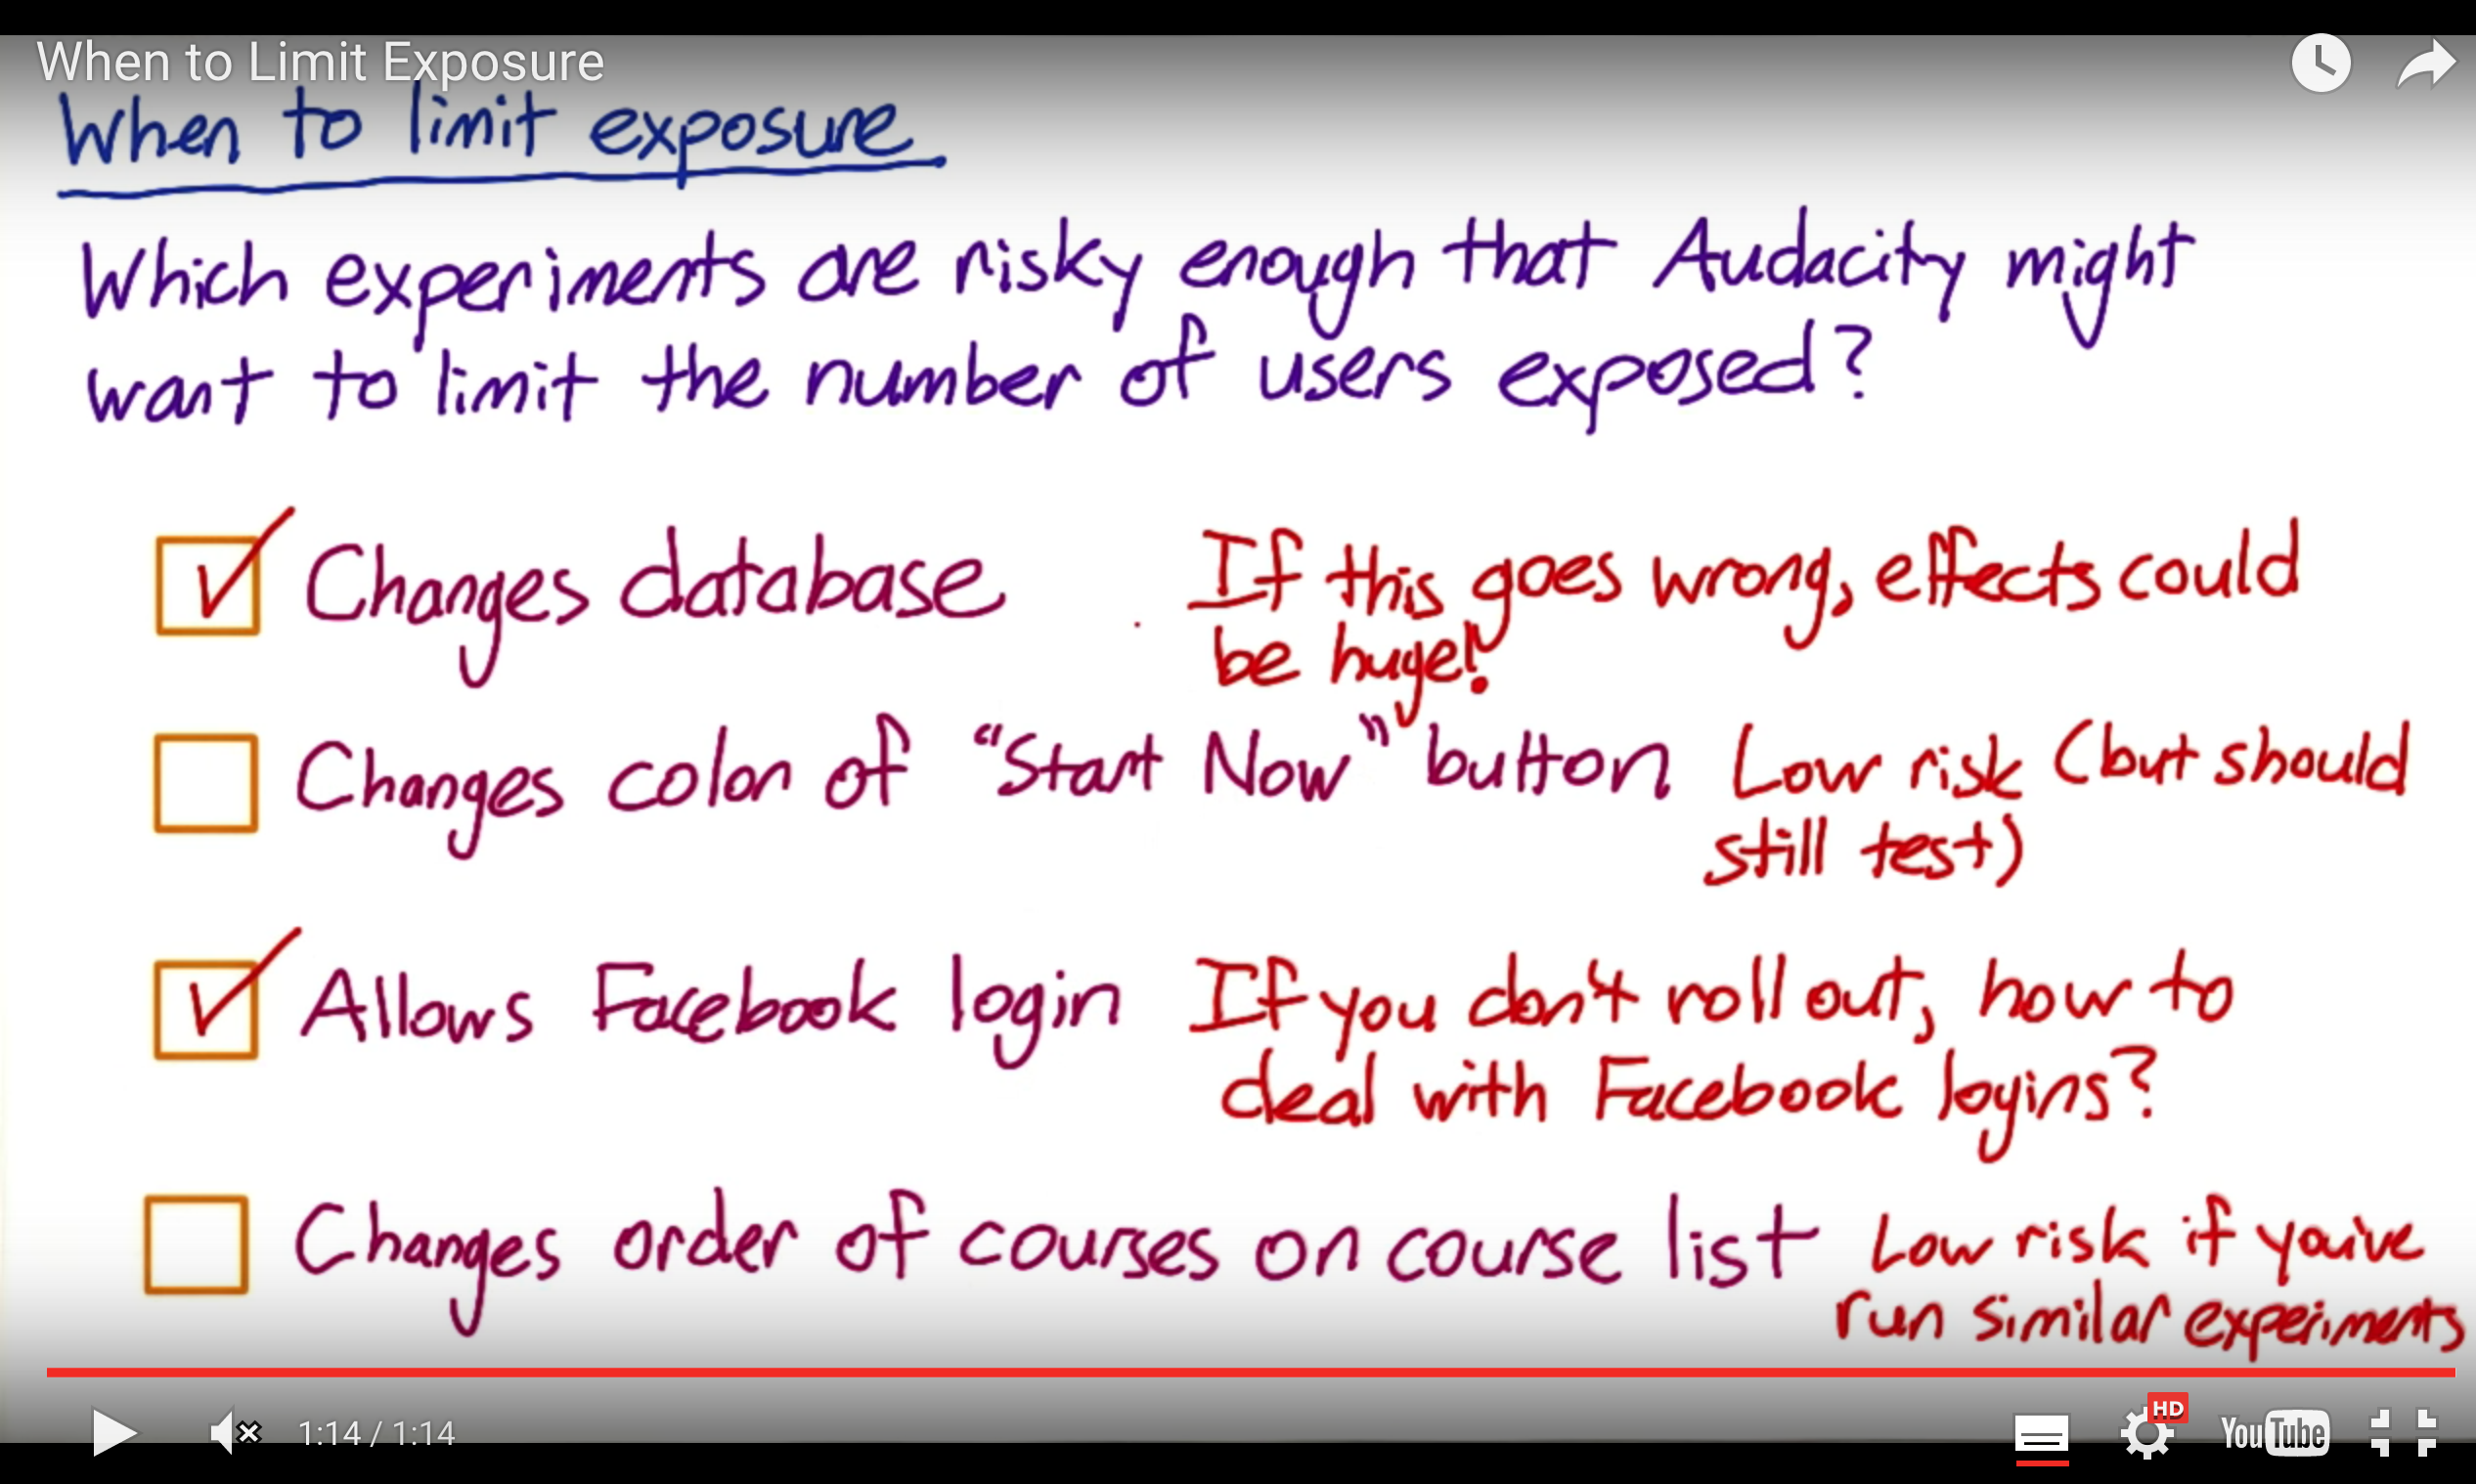 When to Limit Exposure
When to limit exposure
Which experiments are risky enough that Audacity might
want to limit the number of users exposed?
Changes database
If this goes wrong, effects could
be huge!
Changes color of "Start Now" button
Low risk (but should
still test)
Allows Facebook login
If you don't roll out, how to
deal with Facebook logins?
Changes order of courses on course list
Low risk if you've
run similar experiments
1:14 / 1:14
HD
YouTube